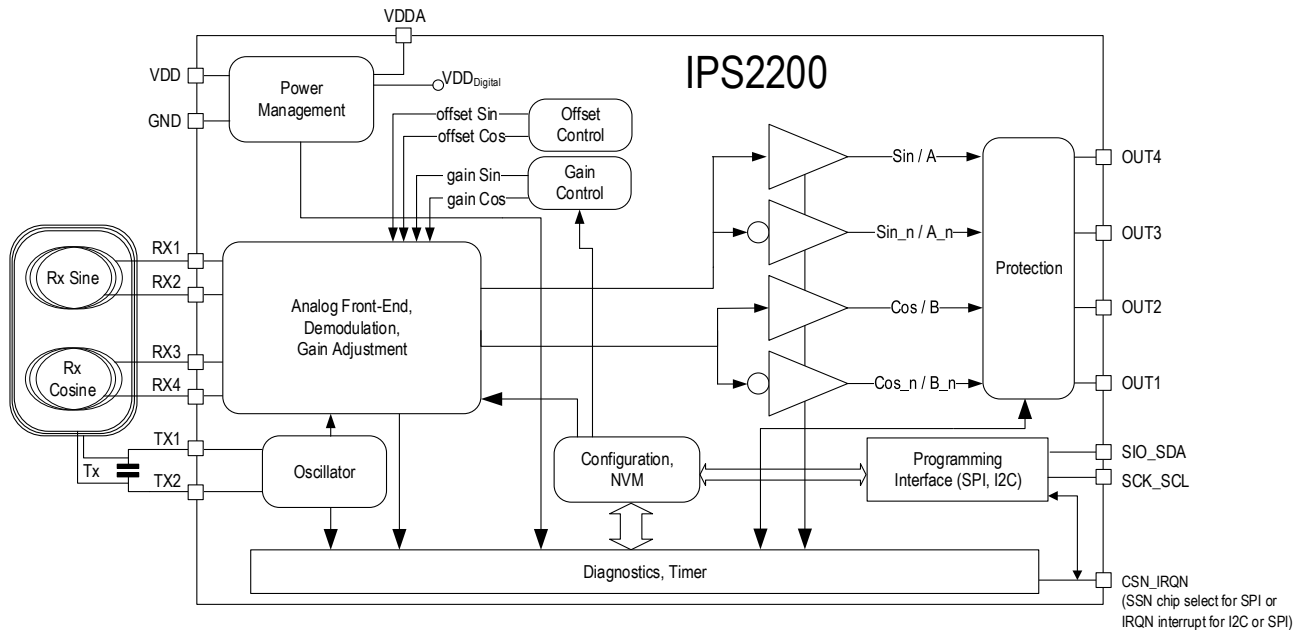 VDDA
IPS2200
VDD
GND
Power
Management
VDDDigital
offset Sin
offset Cos
Offset
Control
gain Sin
gain Cos
Gain
Control
Sin / A
Sin_n / A_n
Cos / B
Cos_n / B_n
Protection
OUT4
OUT3
OUT2
OUT1
Rx Sine
Rx
Cosine
RX1
RX2
RX3
RX4
Analog Front-End,
Demodulation,
Gain Adjustment
TX1
Tx
TX2
Oscillator
Configuration,
NVM
Programming
Interface (SPI, I2C)
SIO_SDA
SCK_SCL
Diagnostics, Timer
CSN_IRQN
(SSN chip select for SPI or
IRQN interrupt for I2C or SPI)